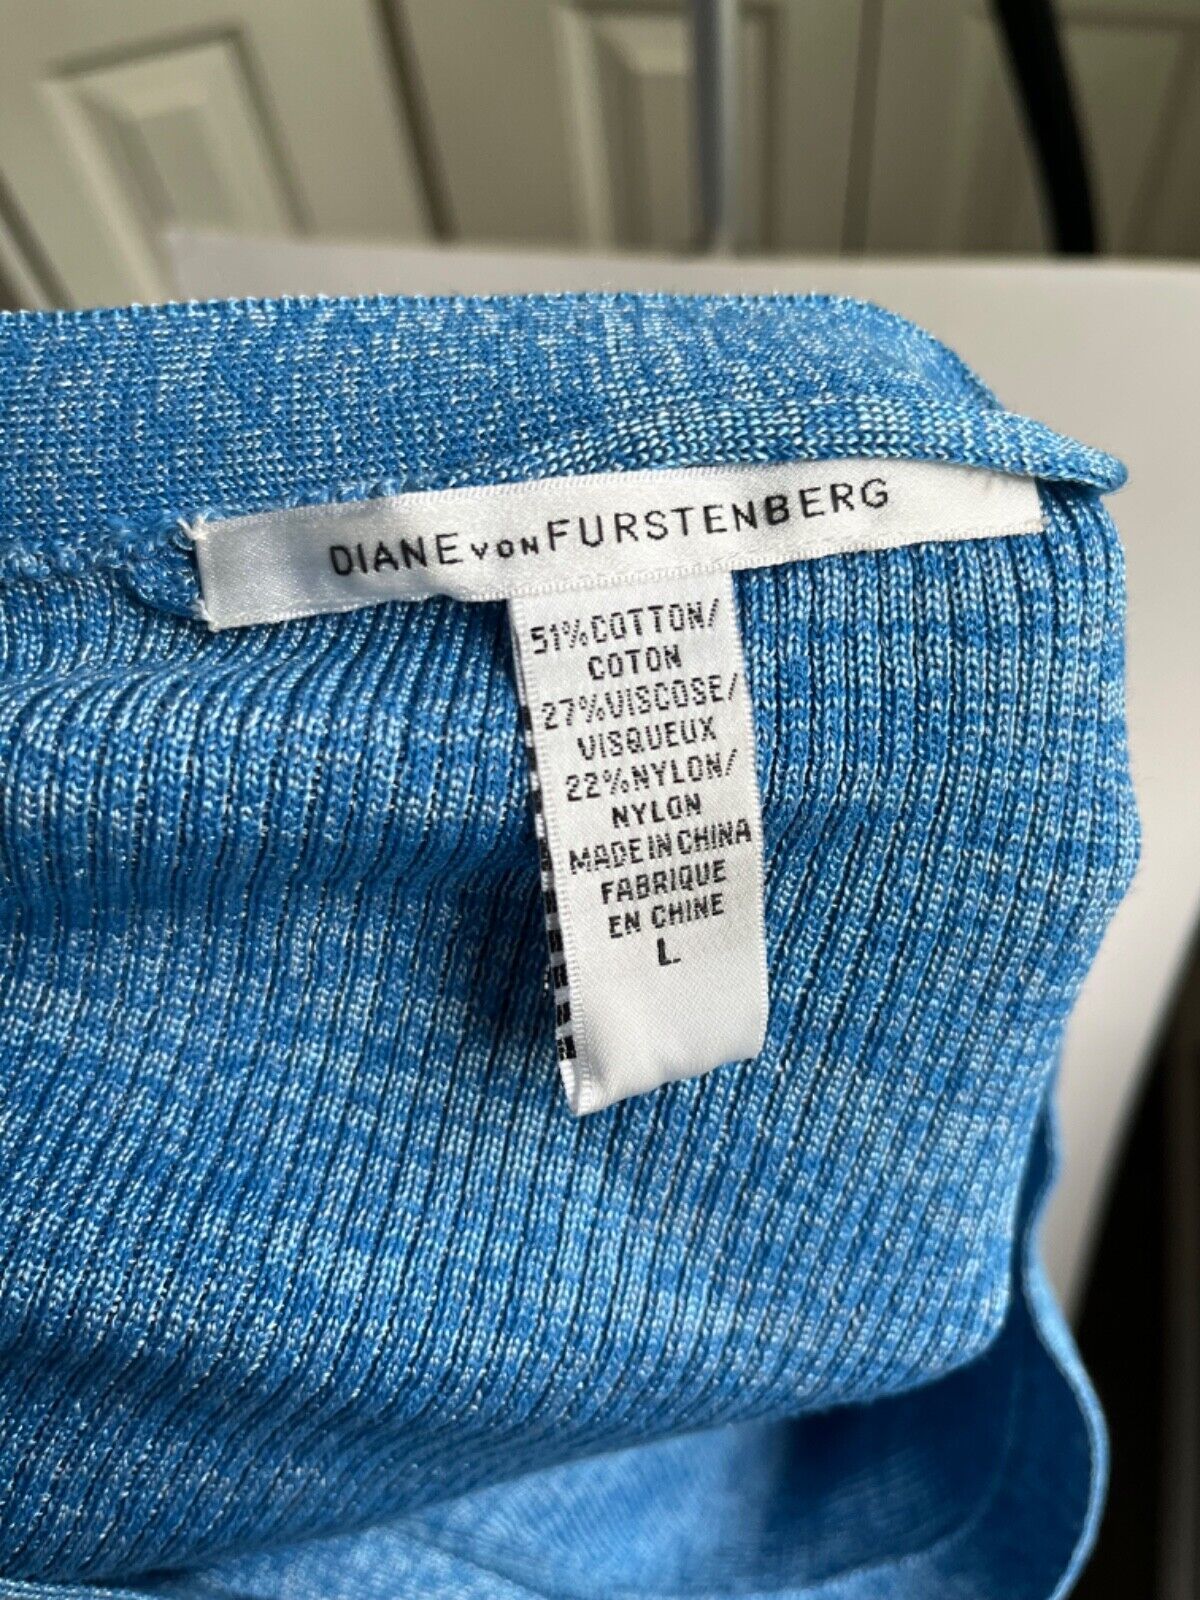 DIANE VON FURSTENBERG
51% COTTON/
COTON
27% VISCOSE/
VISQUEUX
22% NYLON/
NYLON
MADE IN CHINA
FABRIQUE
EN CHINE
L